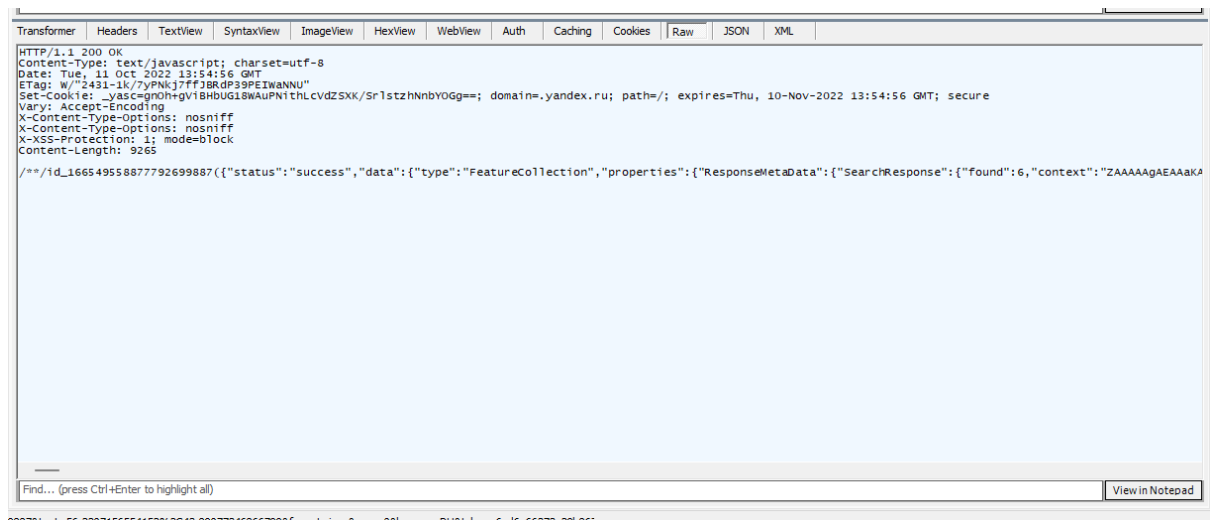 Transformer Headers TextView SyntaxView ImageView HexView WebView Auth Caching Cookies Raw JSON XML
HTTP/1.1 200 OK
Content-Type: text/javascript; charset=utf-8
Date: Tue, 11 Oct 2022 13:54:56 GMT
ETag: W/"2431-1k/7yPNkj7ffJBRdP39PEIWaNNU"
Set-Cookie: _yasc=gnOh+gViBHbUG18WAuPNithLcVdZSXK/SrlstzhNnbYOGg==; domain=.yandex.ru; path=/; expires=Thu, 10-Nov-2022 13:54:56 GMT; secure
Vary: Accept-Encoding
X-Content-Type-Options: nosniff
X-Content-Type-Options: nosniff
X-XSS-Protection: 1; mode=block
Content-Length: 9265
/**/id_166549558877792699887({"status":"success","data":{"type":"FeatureCollection","properties":{"ResponseMetaData":{"SearchResponse":{"found":6,"context":"ZAAAAAgAEAAaKA
Find... (press Ctrl+Enter to highlight all)
View in Notepad